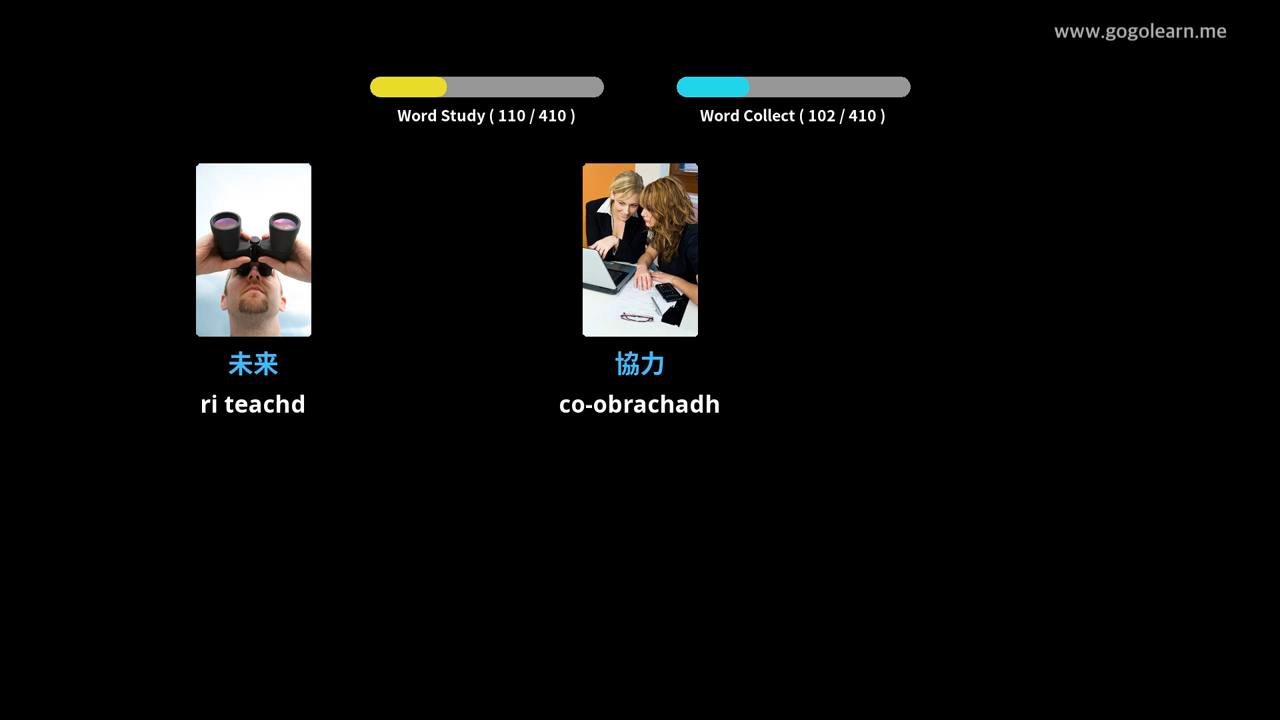 www.gogolearn.me
Word Study ( 110 / 410 )
Word Collect ( 102 / 410 )
未来
協力
ri teachd
co-obrachadh